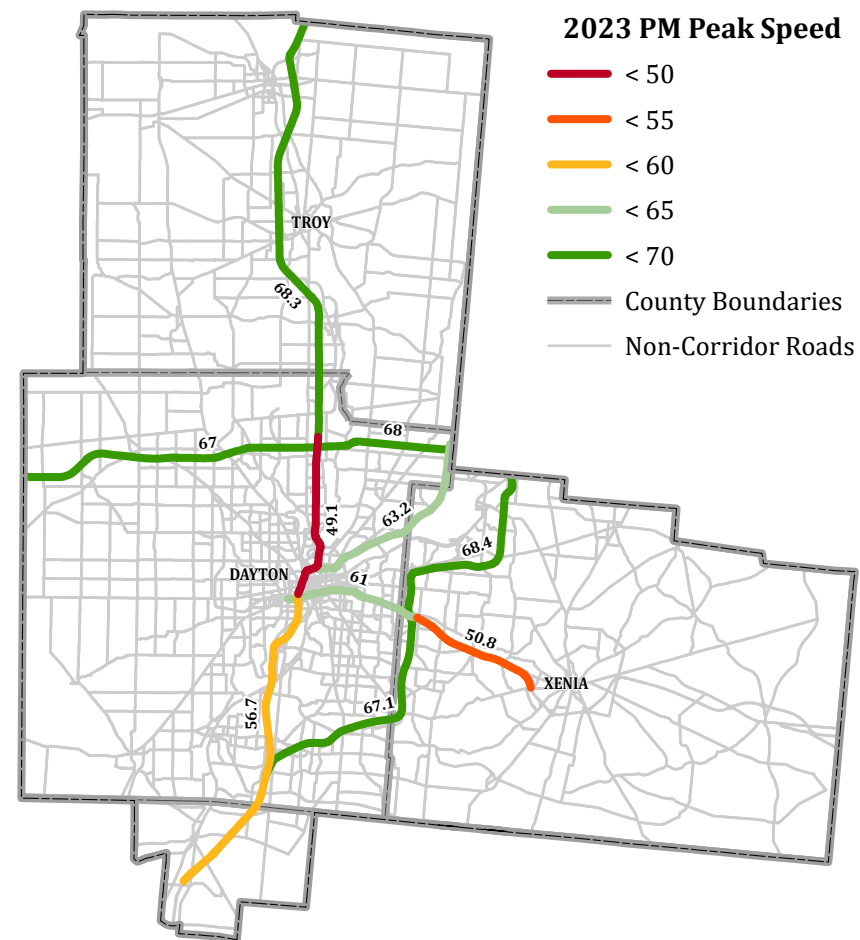 2023 PM Peak Speed
< 50
< 55
< 60
< 65
< 70
County Boundaries
Non-Corridor Roads
TROY
68.3
67
68
49.1
63.2
68.4
DAYTON
61
50.8
XENIA
56.7
67.1